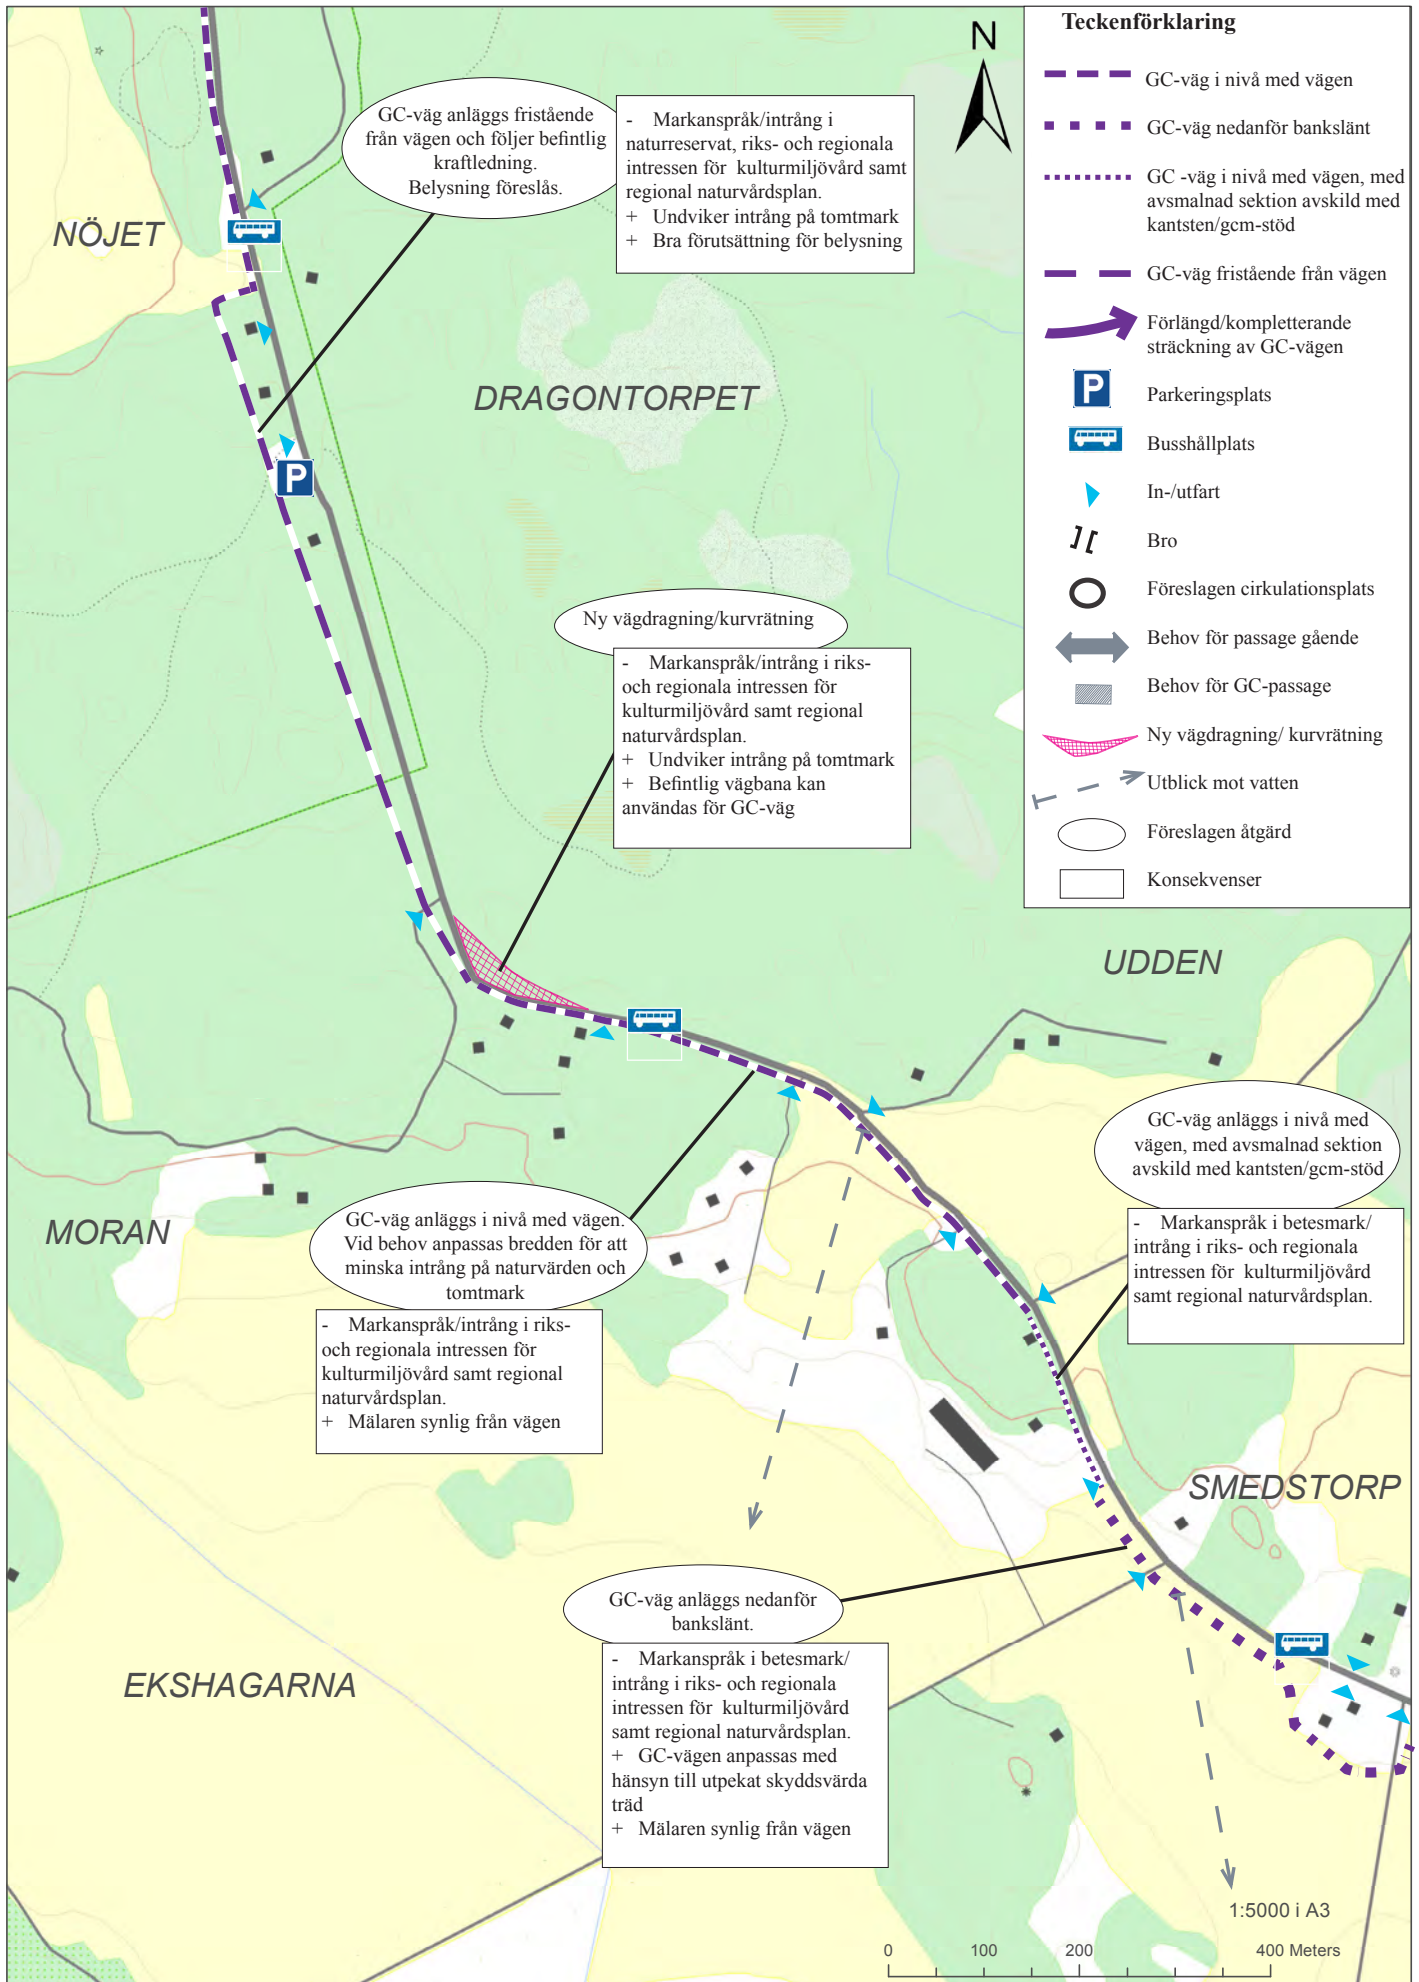 Teckenförklaring
GC-väg i nivå med vägen
GC-väg nedanför bankslänt
GC -väg i nivå med vägen, med
avsmalnad sektion avskild med
kantsten/gcm-stöd
GC-väg fristående från vägen
Förlängd/kompletterande
sträckning av GC-vägen
P
Parkeringsplats
Busshållplats
In-/utfart
Bro
Föreslagen cirkulationsplats
Behov för passage gående
Behov för GC-passage
Ny vägdragning/ kurvrätning
Utblick mot vatten
Föreslagen åtgärd
Konsekvenser
N
GC-väg anläggs fristående
från vägen och följer befintlig
kraftledning.
Belysning föreslås.
- Markanspråk/intrång i
naturreservat, riks- och regionala
intressen för kulturmiljövård samt
regional naturvårdsplan.
+ Undviker intrång på tomtmark
+ Bra förutsättning för belysning
NÖJET
DRAGONTORPET
P
Ny vägdragning/kurvrätning
- Markanspråk/intrång i riks-
och regionala intressen för
kulturmiljövård samt regional
naturvårdsplan.
+ Undviker intrång på tomtmark
+ Befintlig vägbana kan
användas för GC-väg
UDDEN
GC-väg anläggs i nivå med
vägen, med avsmalnad sektion
avskild med kantsten/gcm-stöd
- Markanspråk i betesmark/
intrång i riks- och regionala
intressen för kulturmiljövård
samt regional naturvårdsplan.
MORAN
GC-väg anläggs i nivå med vägen.
Vid behov anpassas bredden för att
minska intrång på naturvärden och
tomtmark
- Markanspråk/intrång i riks-
och regionala intressen för
kulturmiljövård samt regional
naturvårdsplan.
+ Mälaren synlig från vägen
SMEDSTORP
GC-väg anläggs nedanför
bankslänt.
- Markanspråk i betesmark/
intrång i riks- och regionala
intressen för kulturmiljövård
samt regional naturvårdsplan.
+ GC-vägen anpassas med
hänsyn till utpekat skyddsvärda
träd
+ Mälaren synlig från vägen
EKSHAGARNA
1:5000 i A3
0 100 200 400 Meters